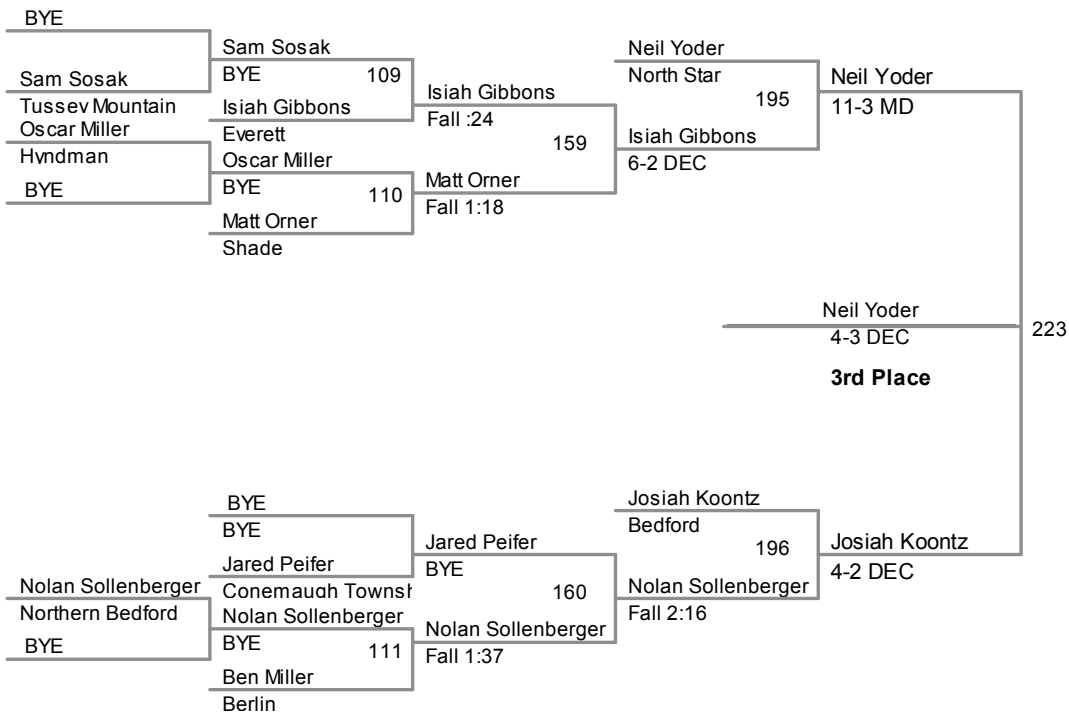 BYE
Sam Sosak
Tussey Mountain
Oscar Miller
Hyndman
BYE
Sam Sosak
BYE
109
Isiah Gibbons
Everett
Oscar Miller
BYE
110
Matt Orner
Shade
Isiah Gibbons
Fall :24
159
Matt Orner
Fall 1:18
Neil Yoder
North Star
195
Isiah Gibbons
6-2 DEC
Neil Yoder
11-3 MD
Neil Yoder
4-3 DEC
3rd Place
223
BYE
BYE
Jared Peifer
Conemaugh Townsh
Nolan Sollenberger
Northern Bedford
BYE
Nolan Sollenberger
BYE
111
Ben Miller
Berlin
Jared Peifer
BYE
160
Nolan Sollenberger
Fall 1:37
Josiah Koontz
Bedford
196
Nolan Sollenberger
Fall 2:16
Josiah Koontz
4-2 DEC